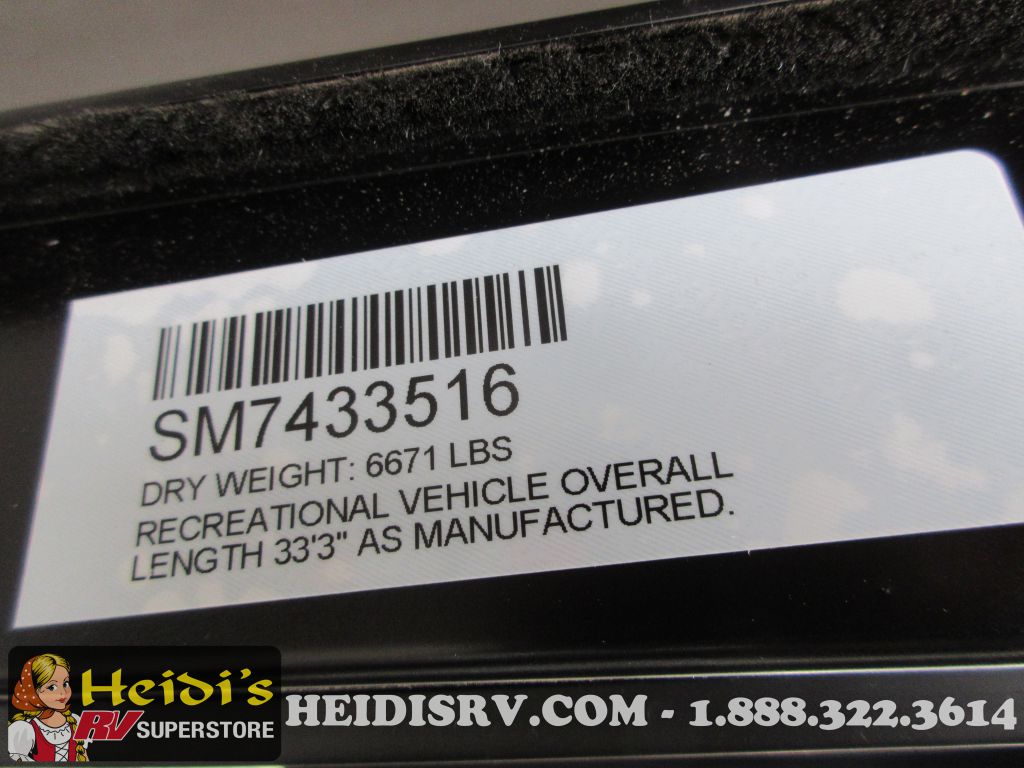 SM7433516
DRY WEIGHT: 6671 LBS
RECREATIONAL VEHICLE OVERALL
LENGTH 33'3" AS MANUFACTURED.
Heidi's
RV SUPERSTORE
HEIDISRV.COM - 1.888.322.3614